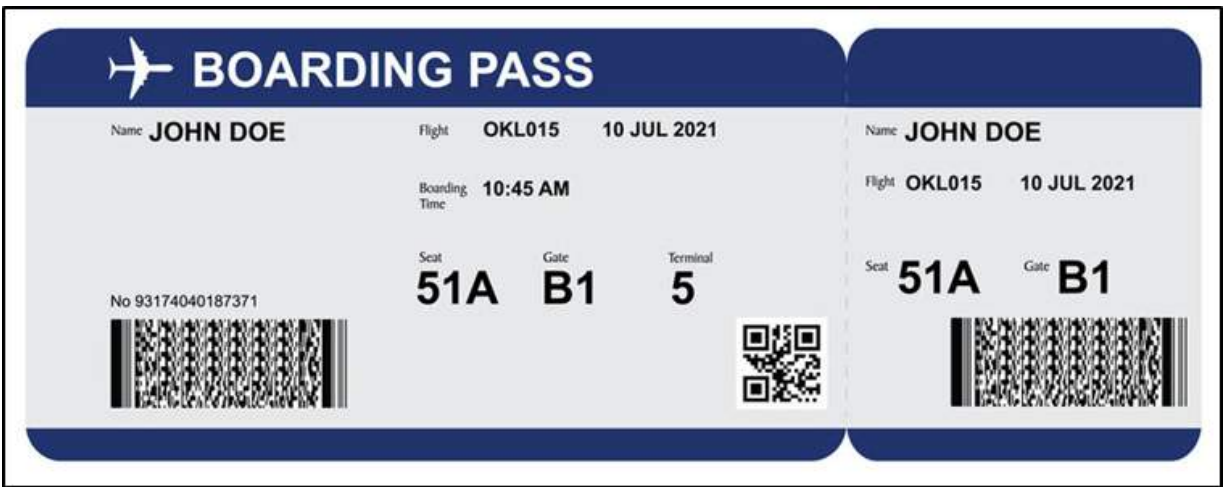 BOARDING PASS
Name JOHN DOE
Flight OKL015 10 JUL 2021
Boarding Time 10:45 AM
Seat 51A Gate B1 Terminal 5
No 93174040187371
Name JOHN DOE
Flight OKL015 10 JUL 2021
Seat 51A Gate B1